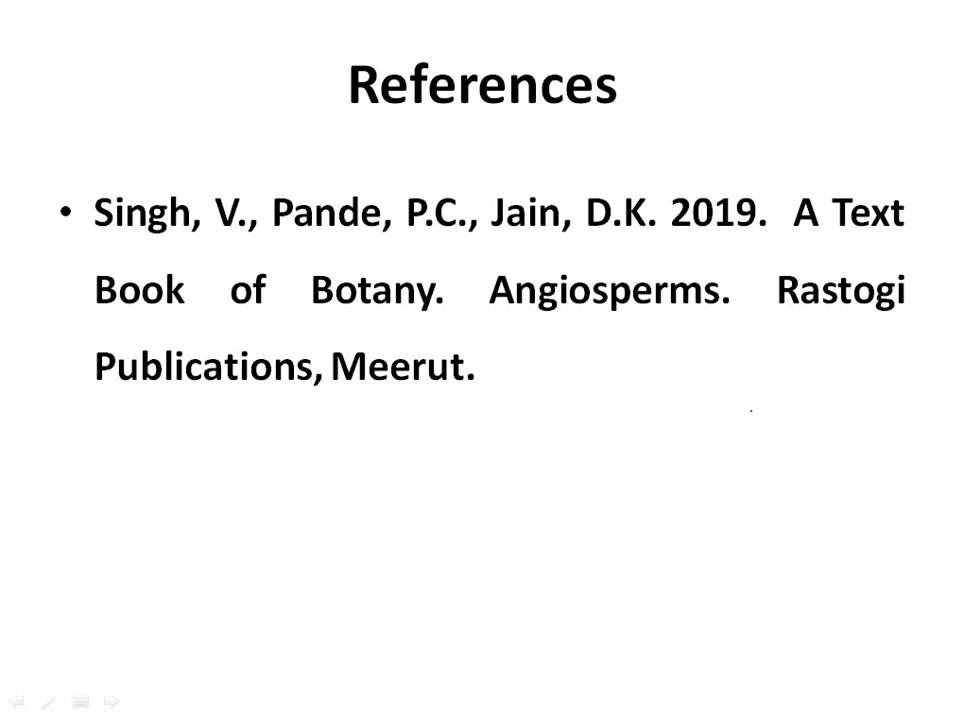 References
• Singh, V., Pande, P.C., Jain, D.K. 2019.  A Text
Book of Botany. Angiosperms. Rastogi
Publications, Meerut.